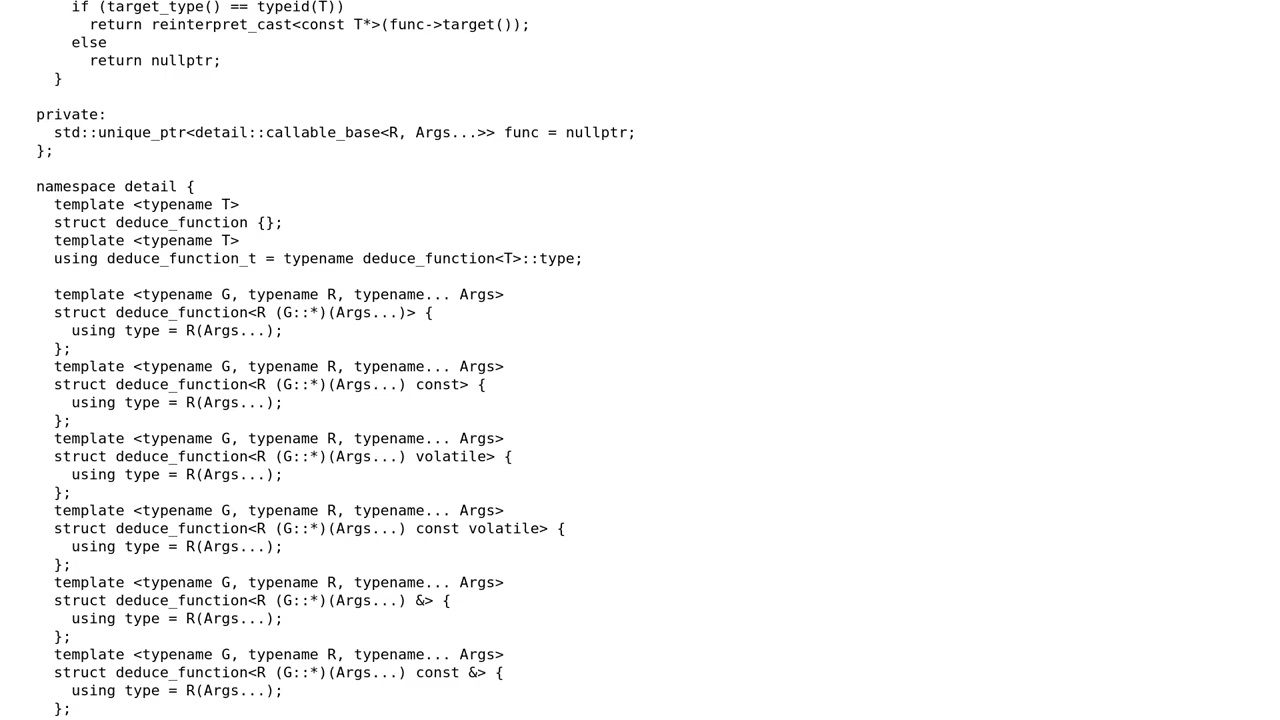 if (target_type() == typeid(T))
return reinterpret_cast<const T*>(func->target());
else
return nullptr;
}
private:
std::unique_ptr<detail::callable_base<R, Args...>> func = nullptr;
};
namespace detail {
template <typename T>
struct deduce_function {};
template <typename T>
using deduce_function_t = typename deduce_function<T>::type;
template <typename G, typename R, typename... Args>
struct deduce_function<R (G::*)(Args...)> {
using type = R(Args...);
};
template <typename G, typename R, typename... Args>
struct deduce_function<R (G::*)(Args...) const> {
using type = R(Args...);
};
template <typename G, typename R, typename... Args>
struct deduce_function<R (G::*)(Args...) volatile> {
using type = R(Args...);
};
template <typename G, typename R, typename... Args>
struct deduce_function<R (G::*)(Args...) const volatile> {
using type = R(Args...);
};
template <typename G, typename R, typename... Args>
struct deduce_function<R (G::*)(Args...) &> {
using type = R(Args...);
};
template <typename G, typename R, typename... Args>
struct deduce_function<R (G::*)(Args...) const &> {
using type = R(Args...);
};